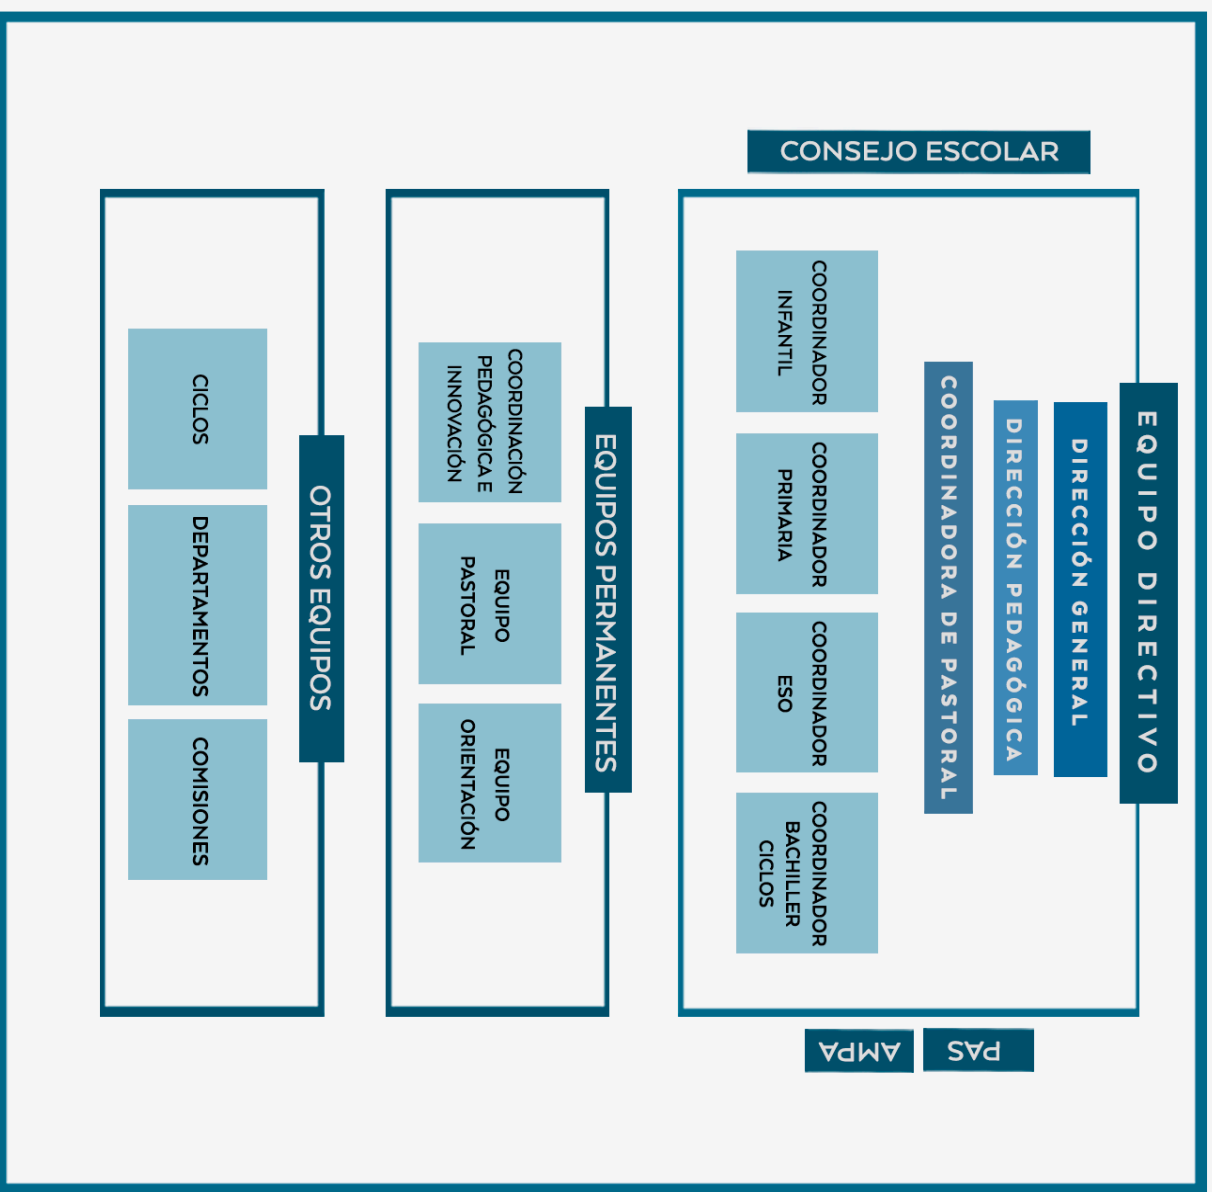 CONSEJO ESCOLAR
EQUIPO DIRECTIVO
DIRECCIÓN GENERAL
DIRECCIÓN PEDAGÓGICA
COORDINADORA DE PASTORAL
COORDINADOR
INFANTIL
COORDINADOR
PRIMARIA
COORDINADOR
ESO
COORDINADOR
BACHILLER
CICLOS
PAS
AMPA
EQUIPOS PERMANENTES
COORDINACIÓN
PEDAGÓGICA E
INNOVACIÓN
EQUIPO
PASTORAL
EQUIPO
ORIENTACIÓN
OTROS EQUIPOS
CICLOS
DEPARTAMENTOS
COMISIONES